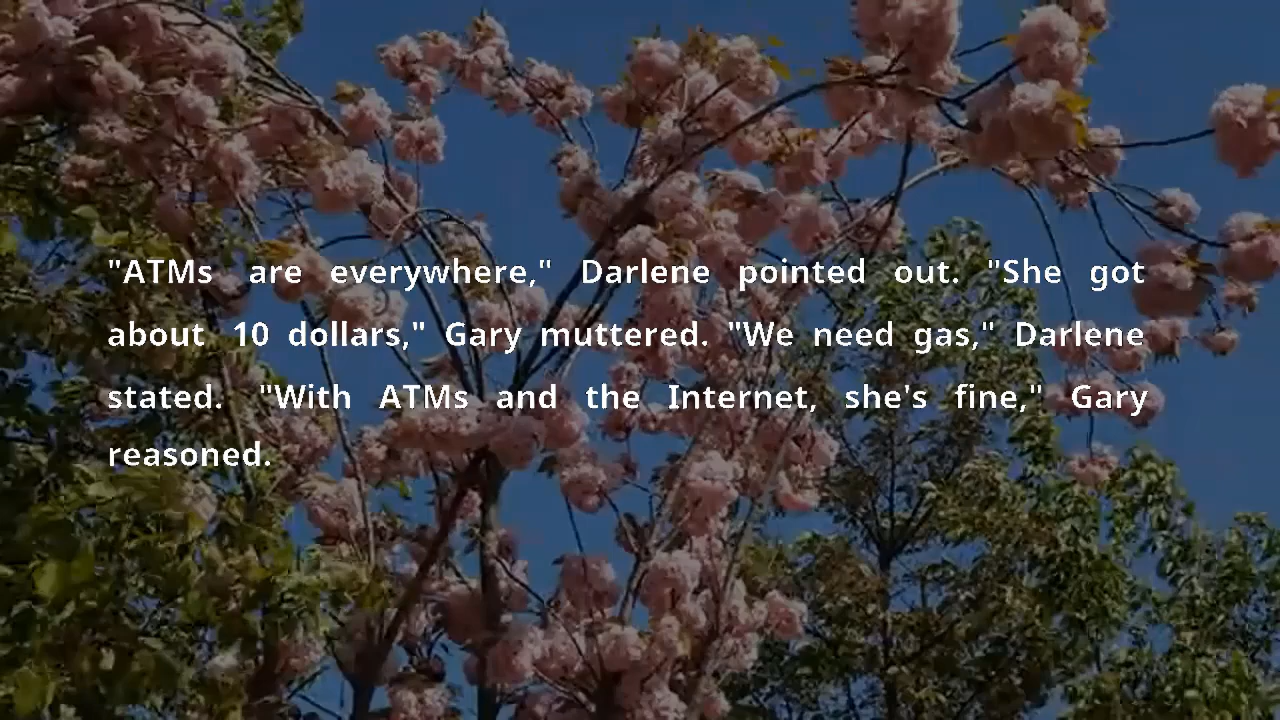 "ATMs are everywhere," Darlene pointed out. "She got
about 10 dollars," Gary muttered. "We need gas," Darlene
stated. "With ATMs and the Internet, she's fine," Gary
reasoned.